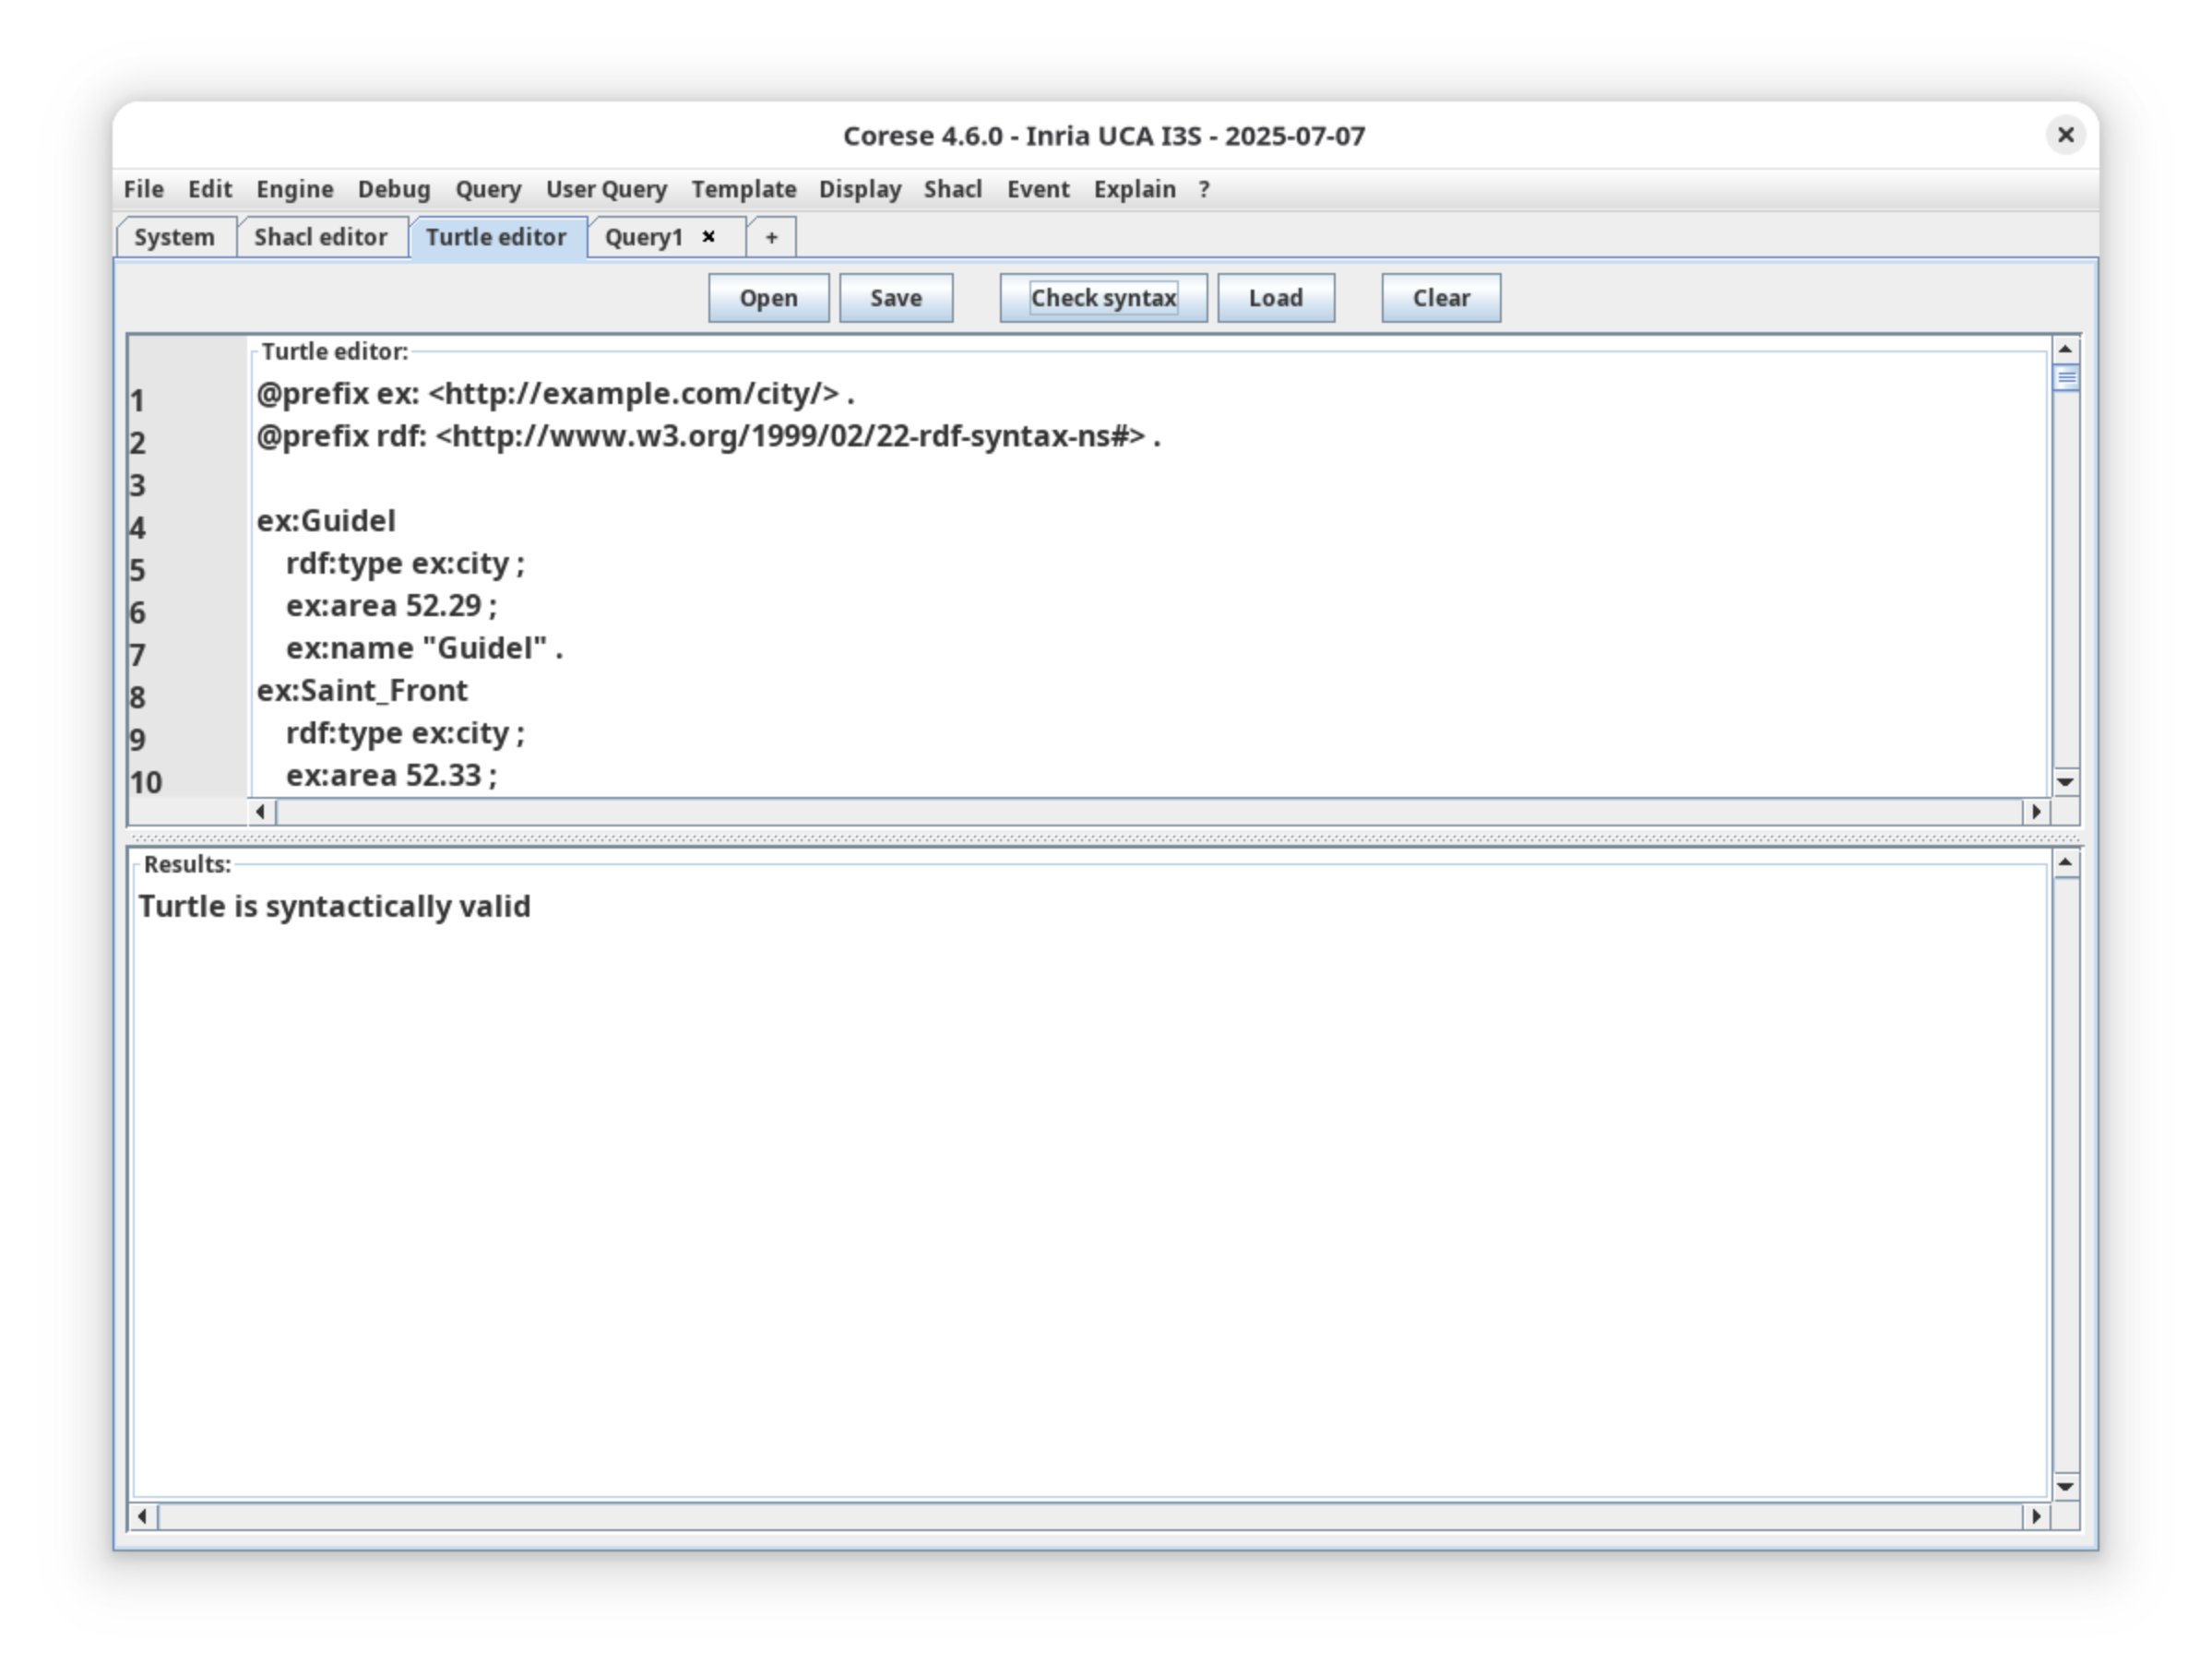 Corese 4.6.0 - Inria UCA I3S - 2025-07-07
File Edit Engine Debug Query User Query Template Display Shacl Event Explain ?
System Shacl editor Turtle editor Query1 × +
Open Save Check syntax Load Clear
Turtle editor:
1 @prefix ex: <http://example.com/city/> .
2 @prefix rdf: <http://www.w3.org/1999/02/22-rdf-syntax-ns#> .
3
4 ex:Guidel
5 rdf:type ex:city ;
6 ex:area 52.29 ;
7 ex:name "Guidel" .
8 ex:Saint_Front
9 rdf:type ex:city ;
10 ex:area 52.33 ;
Results:
Turtle is syntactically valid